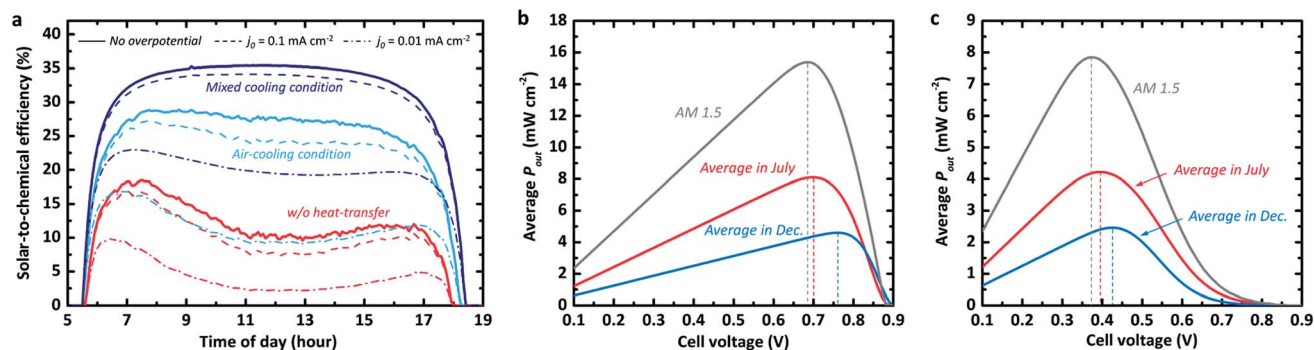 a
40
35
30
25
20
15
10
5
0
Solar-to-chemical efficiency (%)
No overpotential
j₀ = 0.1 mA cm⁻²
j₀ = 0.01 mA cm⁻²
Mixed cooling condition
Air-cooling condition
w/o heat-transfer
5 7 9 11 13 15 17 19
Time of day (hour)
b
18
16
14
12
10
8
6
4
2
0
Average Pout (mW cm⁻²)
AM 1.5
Average in July
Average in Dec.
0.1 0.2 0.3 0.4 0.5 0.6 0.7 0.8 0.9
Cell voltage (V)
c
9
8
7
6
5
4
3
2
1
0
Average Pout (mW cm⁻²)
AM 1.5
Average in July
Average in Dec.
0.1 0.2 0.3 0.4 0.5 0.6 0.7 0.8 0.9
Cell voltage (V)